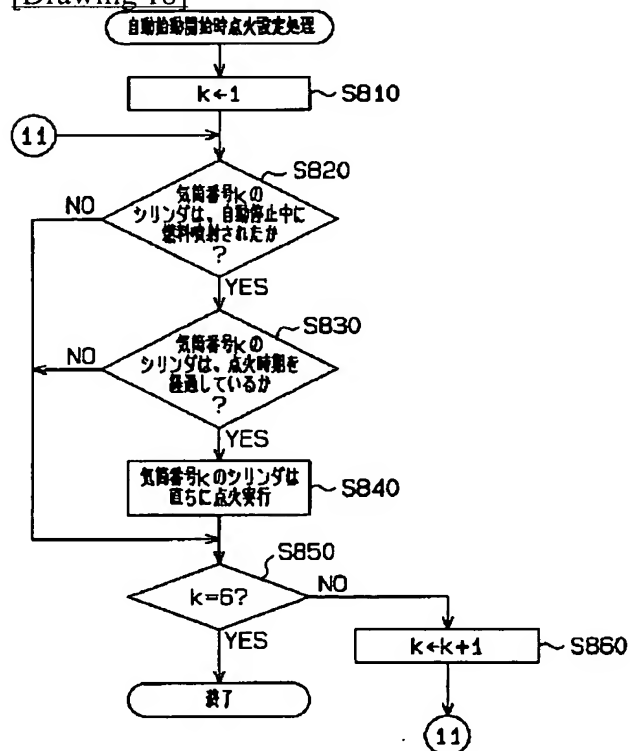 [Drawing 18]
自動始動開始時点火設定処理
k←1
S810
11
S820
気筒番号kの
シリンダは、自動停止中に
燃料噴射されたか
?
NO
YES
S830
気筒番号kの
シリンダは、点火時期を
経過しているか
?
NO
YES
気筒番号kのシリンダは
直ちに点火実行
S840
S850
k=6?
NO
YES
k←k+1
S860
終了
11